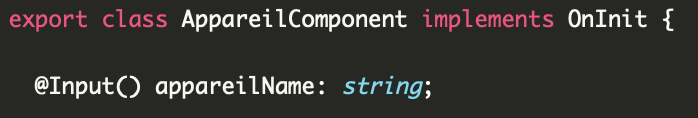 export class AppareilComponent implements OnInit {
@Input() appareilName: string;